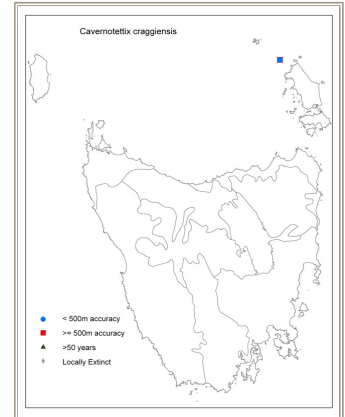 Cavernotettix craggiensis
< 500m accuracy
>= 500m accuracy
>50 years
Locally Extinct